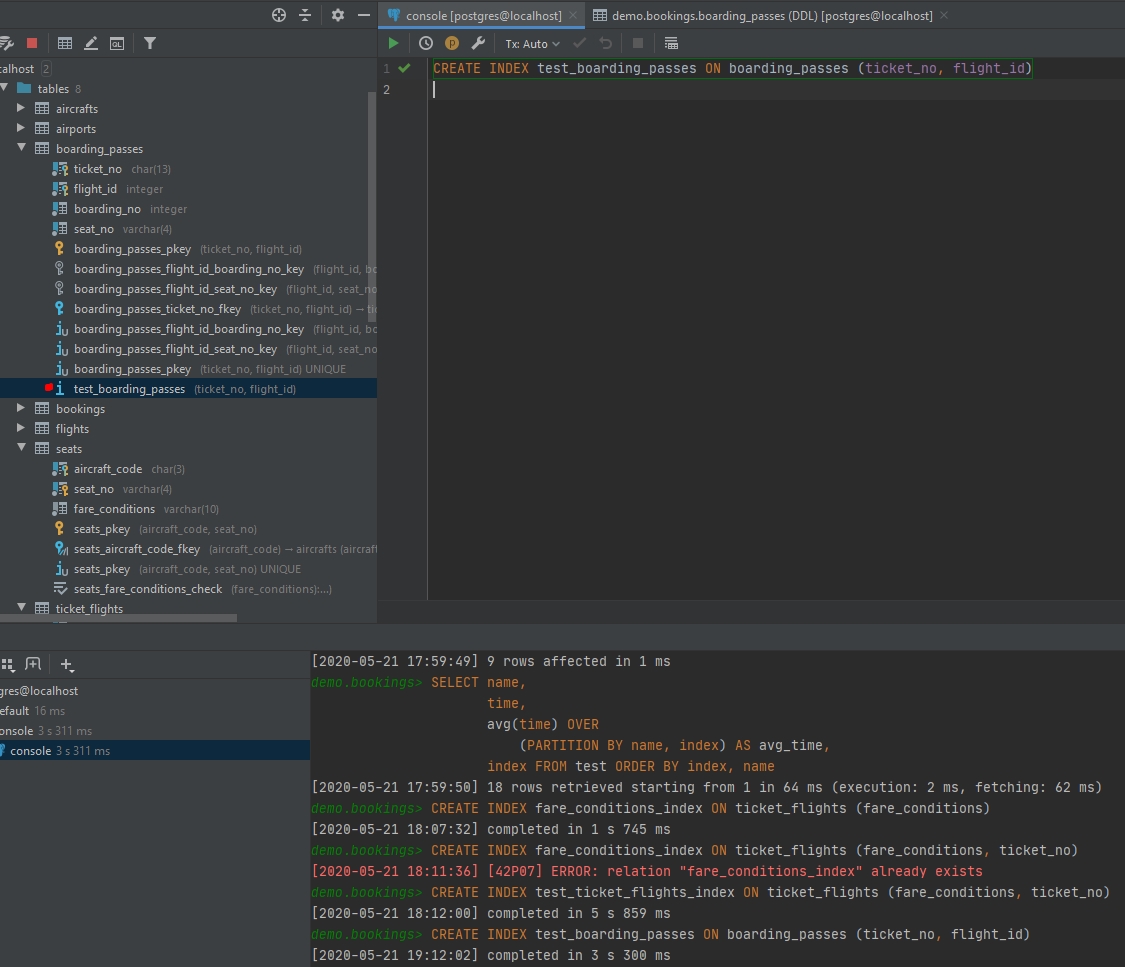 console [postgres@localhost]
demo.bookings.boarding_passes (DDL) [postgres@localhost]
QL
P
Tx: Auto
alhost 2
tables 8
aircrafts
airports
boarding_passes
ticket_no char(13)
flight_id integer
boarding_no integer
seat_no varchar(4)
boarding_passes_pkey (ticket_no, flight_id)
boarding_passes_flight_id_boarding_no_key (flight_id, bo
boarding_passes_flight_id_seat_no_key (flight_id, seat_no
boarding_passes_ticket_no_fkey (ticket_no, flight_id) → tic
boarding_passes_flight_id_boarding_no_key (flight_id, bo
boarding_passes_flight_id_seat_no_key (flight_id, seat_no
boarding_passes_pkey (ticket_no, flight_id) UNIQUE
test_boarding_passes (ticket_no, flight_id)
bookings
flights
seats
aircraft_code char(3)
seat_no varchar(4)
fare_conditions varchar(10)
seats_pkey (aircraft_code, seat_no)
seats_aircraft_code_fkey (aircraft_code) → aircrafts (aircraft
seats_pkey (aircraft_code, seat_no) UNIQUE
seats_fare_conditions_check (fare_conditions):...)
ticket_flights
1 CREATE INDEX test_boarding_passes ON boarding_passes (ticket_no, flight_id)
2
gres@localhost
efault 16 ms
onsole 3 s 311 ms
console 3 s 311 ms
[2020-05-21 17:59:49] 9 rows affected in 1 ms
demo.bookings> SELECT name,
time,
avg(time) OVER
(PARTITION BY name, index) AS avg_time,
index FROM test ORDER BY index, name
[2020-05-21 17:59:50] 18 rows retrieved starting from 1 in 64 ms (execution: 2 ms, fetching: 62 ms)
demo.bookings> CREATE INDEX fare_conditions_index ON ticket_flights (fare_conditions)
[2020-05-21 18:07:32] completed in 1 s 745 ms
demo.bookings> CREATE INDEX fare_conditions_index ON ticket_flights (fare_conditions, ticket_no)
[2020-05-21 18:11:36] [42P07] ERROR: relation "fare_conditions_index" already exists
demo.bookings> CREATE INDEX test_ticket_flights_index ON ticket_flights (fare_conditions, ticket_no)
[2020-05-21 18:12:00] completed in 5 s 859 ms
demo.bookings> CREATE INDEX test_boarding_passes ON boarding_passes (ticket_no, flight_id)
[2020-05-21 19:12:02] completed in 3 s 300 ms